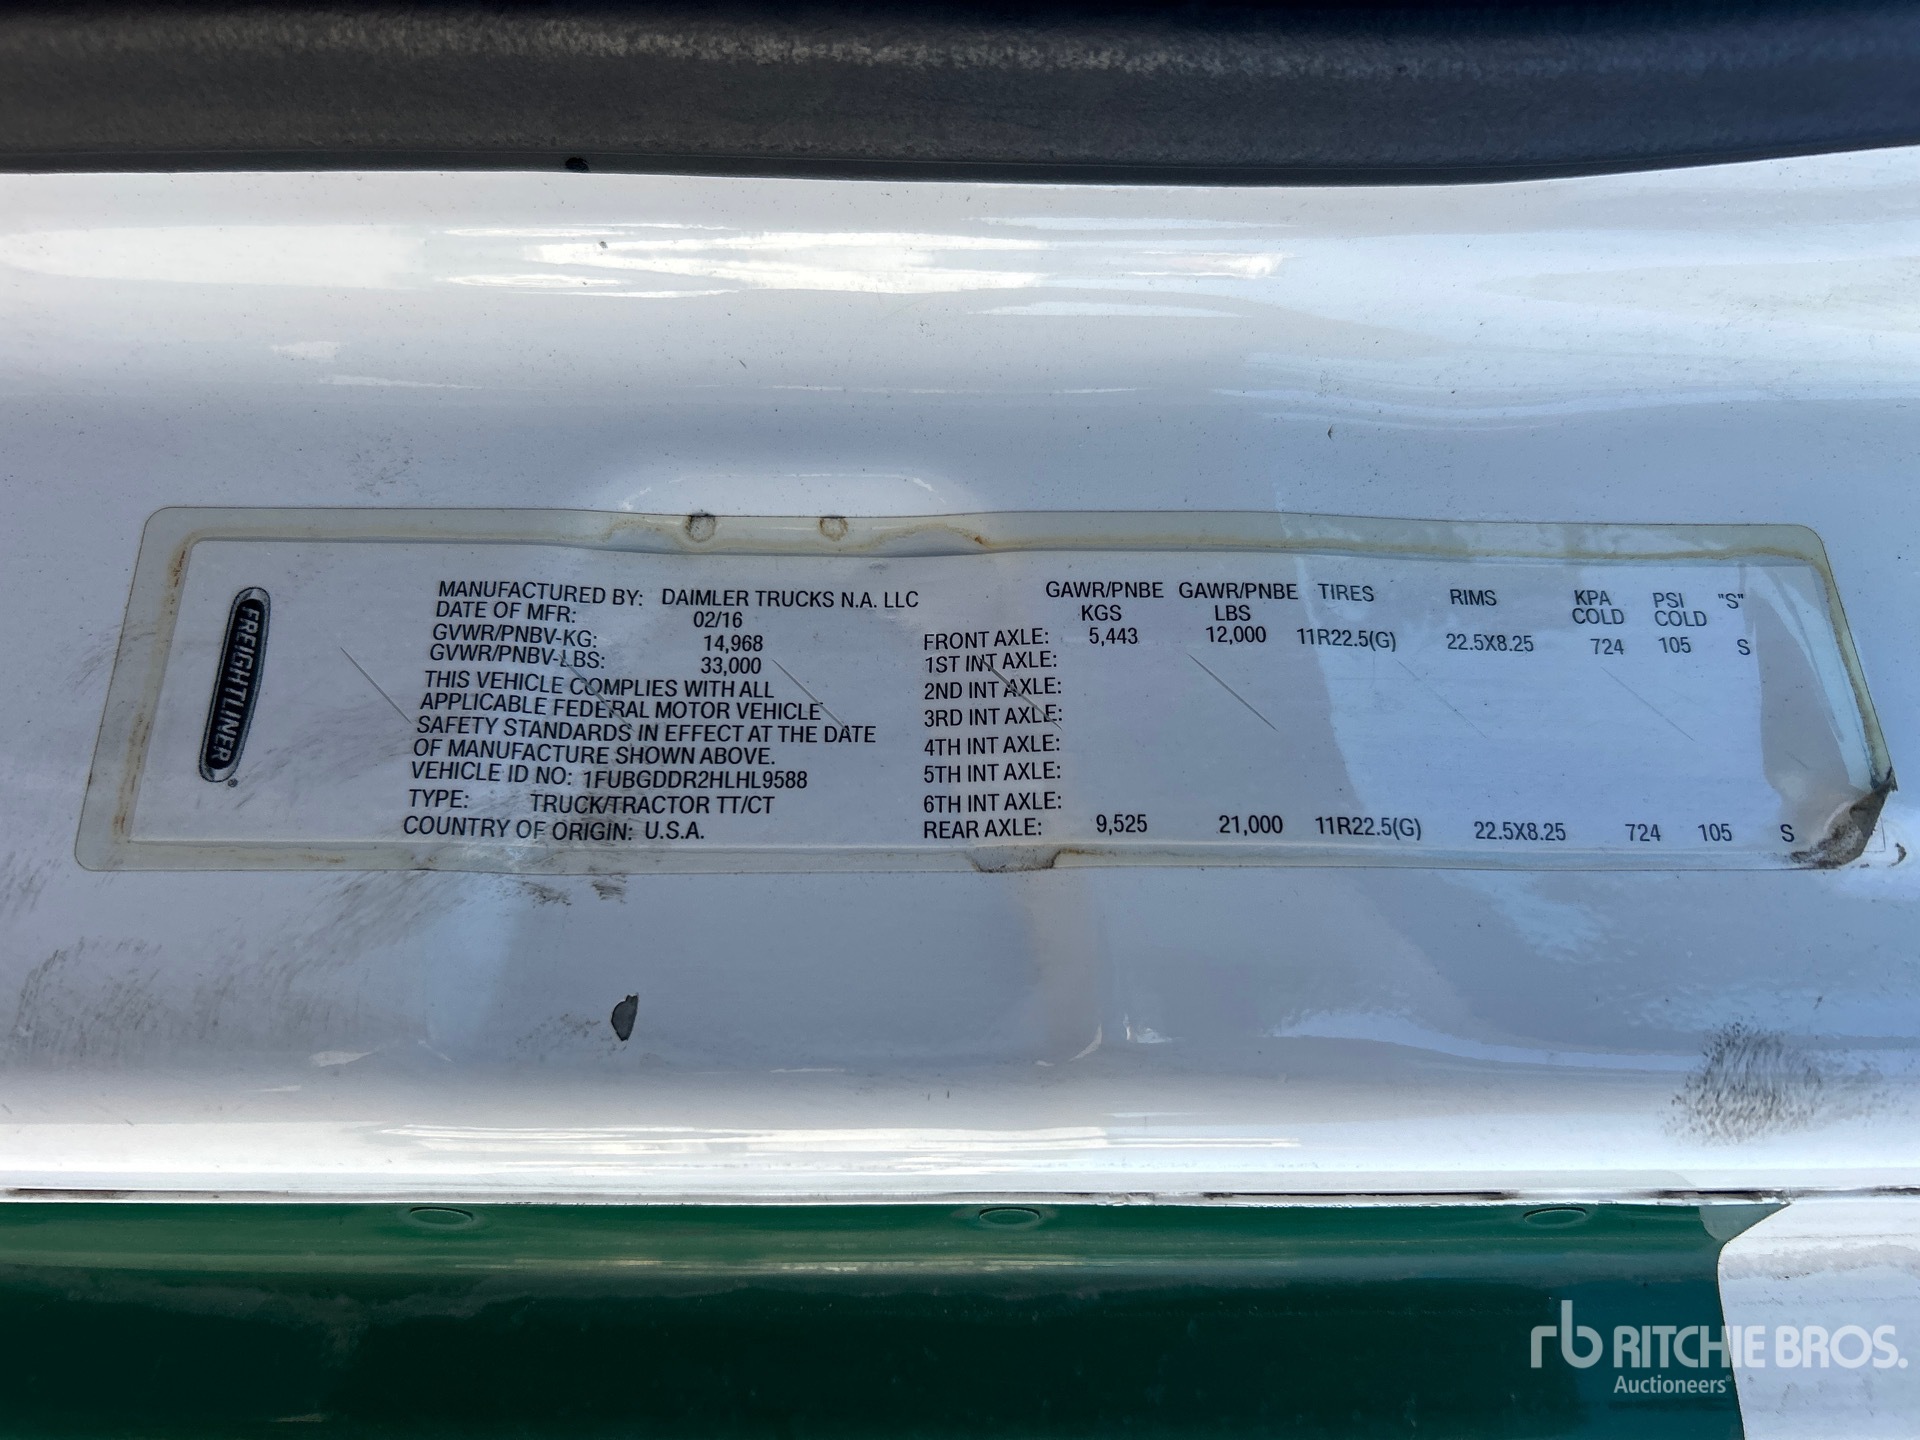 FREIGHTLINER
MANUFACTURED BY: DAIMLER TRUCKS N.A. LLC
DATE OF MFR: 02/16
GVWR/PNBV-KG: 14,968
GVWR/PNBV-LBS: 33,000
THIS VEHICLE COMPLIES WITH ALL
APPLICABLE FEDERAL MOTOR VEHICLE
SAFETY STANDARDS IN EFFECT AT THE DATE
OF MANUFACTURE SHOWN ABOVE.
VEHICLE ID NO: 1FUBGDDR2HLHL9588
TYPE: TRUCK/TRACTOR TT/CT
COUNTRY OF ORIGIN: U.S.A.
GAWR/PNBE GAWR/PNBE TIRES RIMS KPA PSI "S"
KGS LBS COLD COLD
FRONT AXLE: 5,443 12,000 11R22.5(G) 22.5X8.25 724 105 S
1ST INT AXLE:
2ND INT AXLE:
3RD INT AXLE:
4TH INT AXLE:
5TH INT AXLE:
6TH INT AXLE:
REAR AXLE: 9,525 21,000 11R22.5(G) 22.5X8.25 724 105 S
rb RITCHIE BROS.
Auctioneers